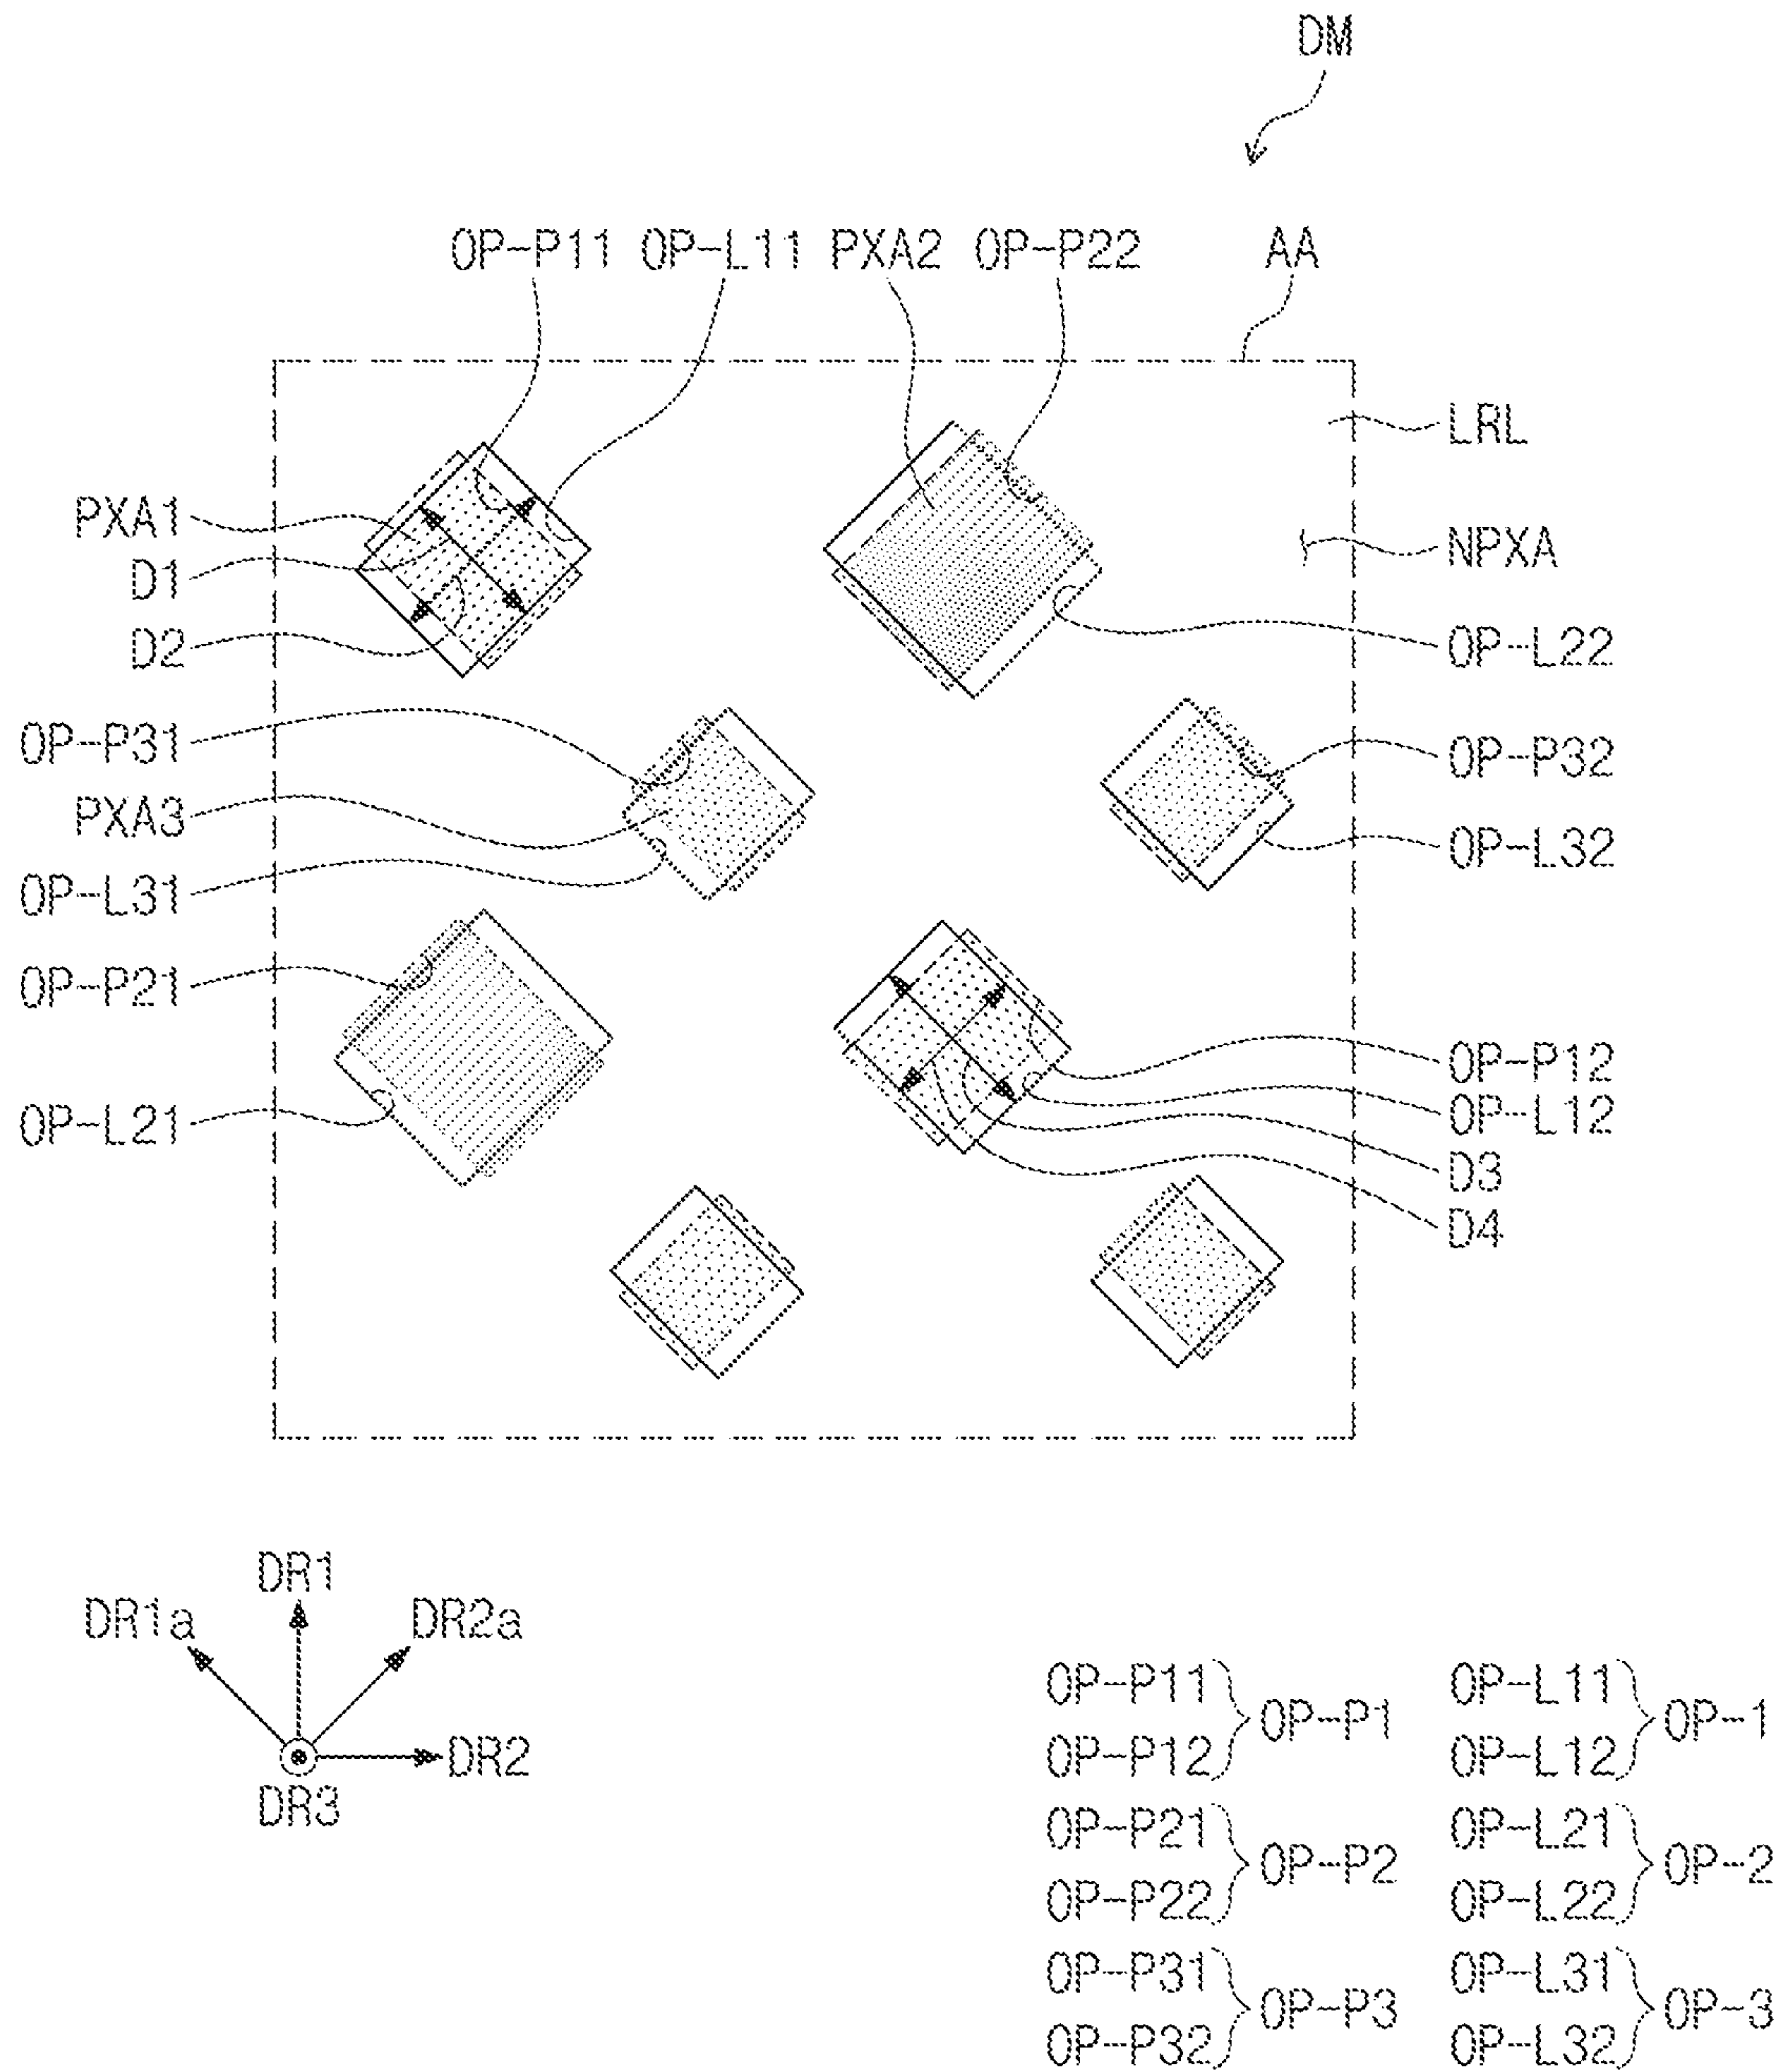 DM
OP-P11 OP-L11 PXA2 OP-P22 AA
LRL
PXA1
NPXA
D1
D2
OP-L22
OP-P31
OP-P32
PXA3
OP-L32
OP-L31
OP-P21
OP-P12
OP-L21
OP-L12
D3
D4
DR1
DR1a
DR2a
DR2
DR3
OP-P11
OP-P12
OP-P1
OP-L11
OP-L12
OP-1
OP-P21
OP-P22
OP-P2
OP-L21
OP-L22
OP-2
OP-P31
OP-P32
OP-P3
OP-L31
OP-L32
OP-3